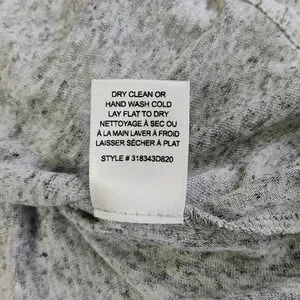 DRY CLEAN OR
HAND WASH COLD
LAY FLAT TO DRY
NETTOYAGE À SEC OU
À LA MAIN LAVER À FROID
LAISSER SÉCHER À PLAT
STYLE # 318343D820